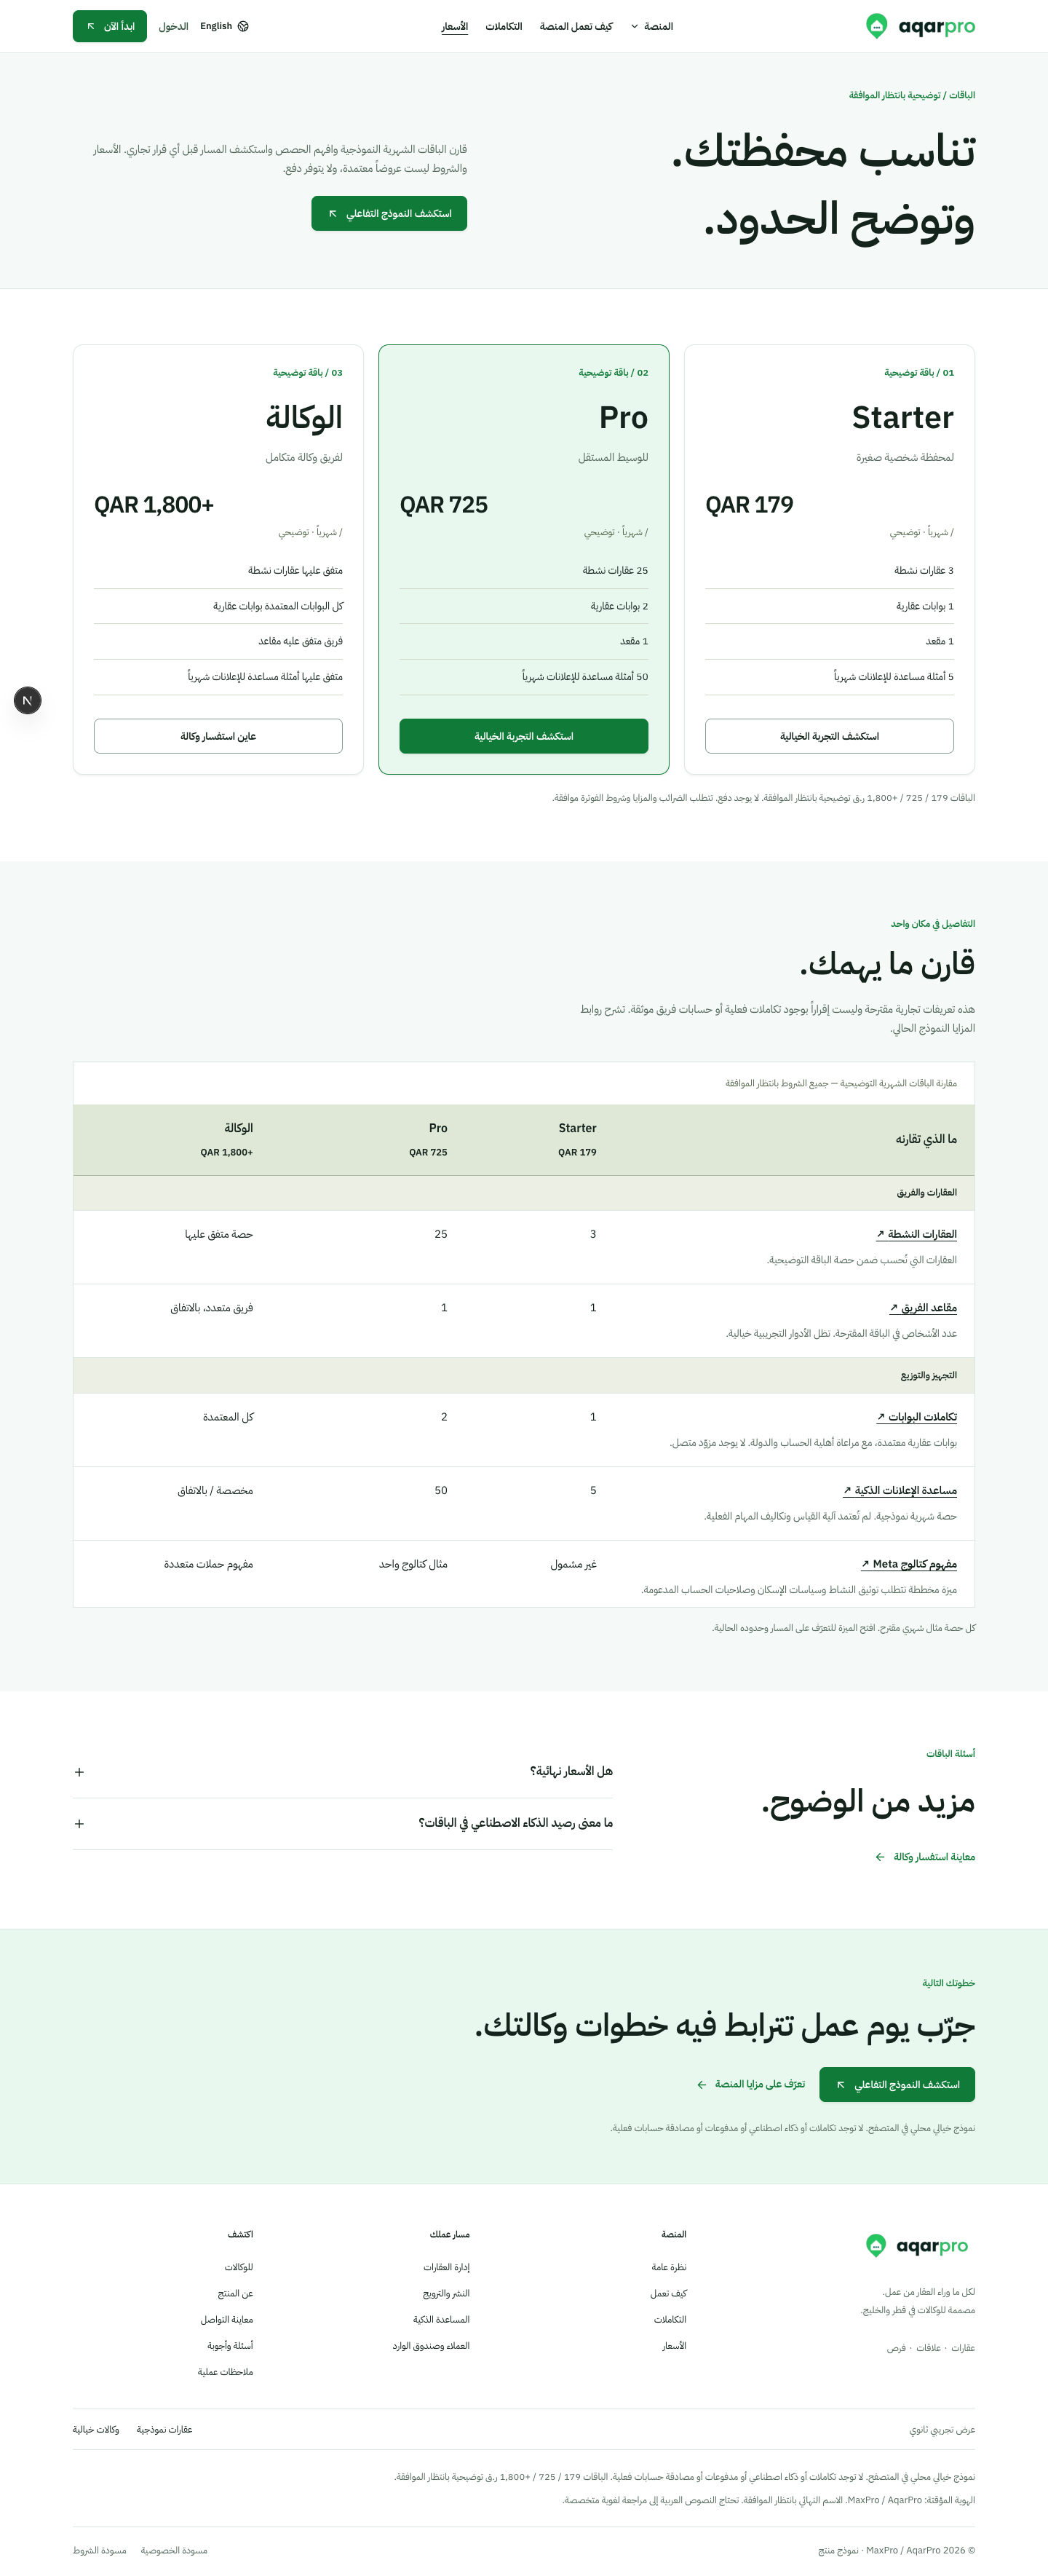 aqarpro
المنصة
كيف تعمل المنصة
التكاملات
الأسعار
English
الدخول
ابدأ الآن
الباقات / توضيحية بانتظار الموافقة
تناسب محفظتك.
وتوضح الحدود.
قارن الباقات الشهرية النموذجية وافهم الحصص واستكشف المسار قبل أي قرار تجاري. الأسعار
والشروط ليست عروضاً معتمدة، ولا يتوفر دفع.
استكشف النموذج التفاعلي
01 / باقة توضيحية
Starter
لمحفظة شخصية صغيرة
QAR 179
/ شهرياً · توضيحي
3 عقارات نشطة
1 بوابات عقارية
1 مقعد
5 أمثلة مساعدة للإعلانات شهرياً
استكشف التجربة الخيالية
02 / باقة توضيحية
Pro
للوسيط المستقل
QAR 725
/ شهرياً · توضيحي
25 عقارات نشطة
2 بوابات عقارية
1 مقعد
50 أمثلة مساعدة للإعلانات شهرياً
استكشف التجربة الخيالية
03 / باقة توضيحية
الوكالة
لفريق وكالة متكامل
QAR 1,800+
/ شهرياً · توضيحي
متفق عليها عقارات نشطة
كل البوابات المعتمدة بوابات عقارية
فريق متفق عليه مقاعد
متفق عليها أمثلة مساعدة للإعلانات شهرياً
عاين استفسار وكالة
الباقات 179 / 725 / +1,800 ر.ق توضيحية بانتظار الموافقة. لا يوجد دفع. تتطلب الضرائب والمزايا وشروط الفوترة موافقة.
التفاصيل في مكان واحد
قارن ما يهمك.
هذه تعريفات تجارية مقترحة وليست إقراراً بوجود تكاملات فعلية أو حسابات فريق موثقة. تشرح روابط
المزايا النموذج الحالي.
مقارنة الباقات الشهرية التوضيحية — جميع الشروط بانتظار الموافقة
ما الذي تقارنه
Starter
QAR 179
Pro
QAR 725
الوكالة
QAR 1,800+
العقارات والفريق
العقارات النشطة ↗
العقارات التي تُحسب ضمن حصة الباقة التوضيحية.
3
25
حصة متفق عليها
مقاعد الفريق ↗
عدد الأشخاص في الباقة المقترحة. تظل الأدوار التجريبية خيالية.
1
1
فريق متعدد، بالاتفاق
التجهيز والتوزيع
تكاملات البوابات ↗
بوابات عقارية معتمدة، مع مراعاة أهلية الحساب والدولة. لا يوجد مزوّد متصل.
1
2
كل المعتمدة
مساعدة الإعلانات الذكية ↗
حصة شهرية نموذجية. لم تُعتمد آلية القياس وتكاليف المهام الفعلية.
5
50
مخصصة / بالاتفاق
مفهوم كتالوج Meta ↗
ميزة مخططة تتطلب توثيق النشاط وسياسات الإسكان وصلاحيات الحساب المدعومة.
غير مشمول
مثال كتالوج واحد
مفهوم حملات متعددة
كل حصة مثال شهري مقترح. افتح الميزة للتعرّف على المسار وحدوده الحالية.
أسئلة الباقات
مزيد من الوضوح.
معاينة استفسار وكالة
هل الأسعار نهائية؟
ما معنى رصيد الذكاء الاصطناعي في الباقات؟
خطوتك التالية
جرّب يوم عمل تترابط فيه خطوات وكالتك.
استكشف النموذج التفاعلي
تعرّف على مزايا المنصة
نموذج خيالي محلي في المتصفح. لا توجد تكاملات أو ذكاء اصطناعي أو مدفوعات أو مصادقة حسابات فعلية.
aqarpro
لكل ما وراء العقار من عمل.
مصممة للوكالات في قطر والخليج.
عقارات · علاقات · فرص
المنصة
نظرة عامة
كيف تعمل
التكاملات
الأسعار
مسار عملك
إدارة العقارات
النشر والترويج
المساعدة الذكية
العملاء وصندوق الوارد
اكتشف
للوكالات
عن المنتج
معاينة التواصل
أسئلة وأجوبة
ملاحظات عملية
عرض تجريبي ثانوي
عقارات نموذجية
وكالات خيالية
نموذج خيالي محلي في المتصفح. لا توجد تكاملات أو ذكاء اصطناعي أو مدفوعات أو مصادقة حسابات فعلية. الباقات 179 / 725 / +1,800 ر.ق توضيحية بانتظار الموافقة.
الهوية المؤقتة: MaxPro / AqarPro. الاسم النهائي بانتظار الموافقة. تحتاج النصوص العربية إلى مراجعة لغوية متخصصة.
© 2026 MaxPro / AqarPro · نموذج منتج
مسودة الخصوصية
مسودة الشروط